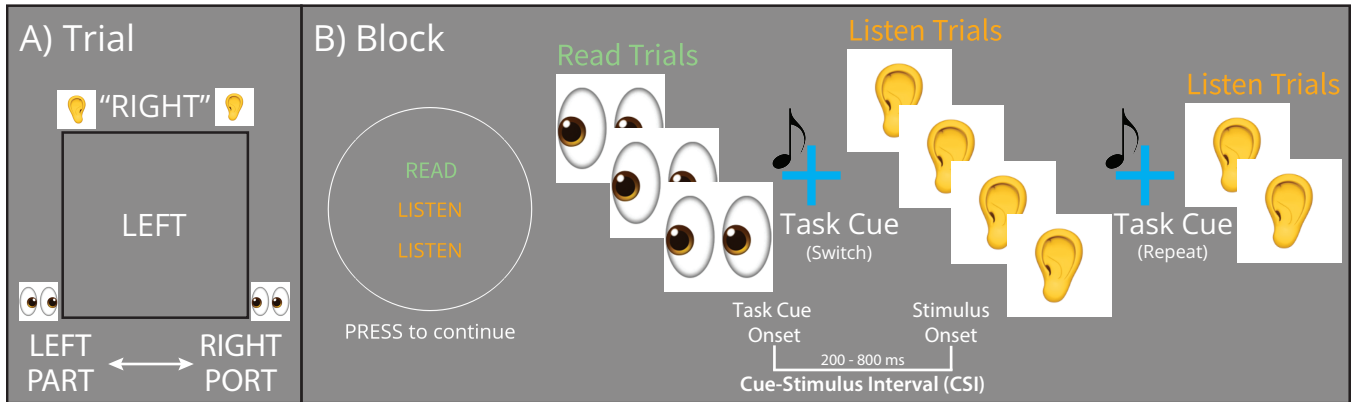 A) Trial
"RIGHT"
LEFT
LEFT PART
RIGHT PORT
B) Block
READ
LISTEN
LISTEN
PRESS to continue
Read Trials
Task Cue
(Switch)
Listen Trials
Task Cue
(Repeat)
Listen Trials
Task Cue
Onset
Stimulus
Onset
200 - 800 ms
Cue-Stimulus Interval (CSI)